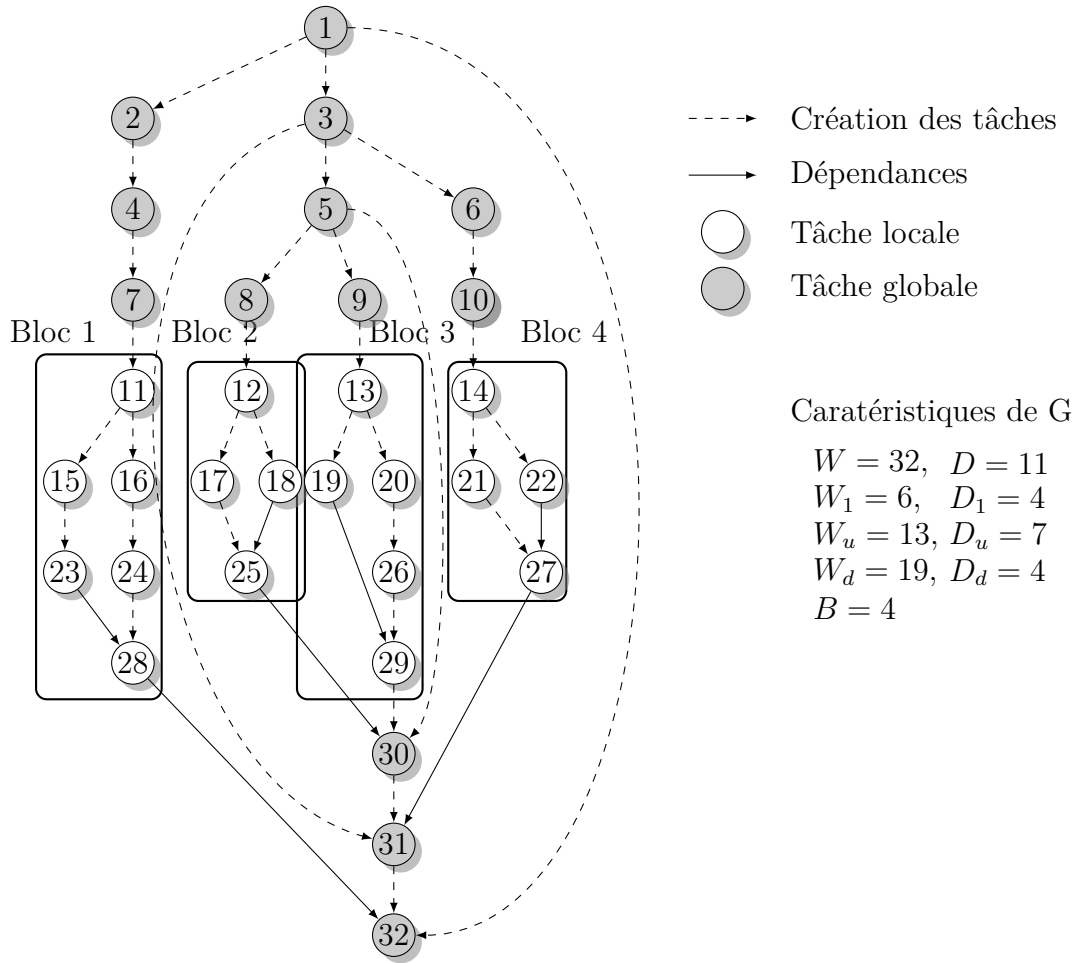 1
2
3
4
5
6
7
8
9
10
Bloc 1
Bloc 2
Bloc 3
Bloc 4
11
12
13
14
15
16
17
18
19
20
21
22
23
24
25
26
27
28
29
30
31
32
Création des tâches
Dépendances
Tâche locale
Tâche globale
Caratéristiques de G
W = 32, D = 11
W₁ = 6, D₁ = 4
Wᵤ = 13, Dᵤ = 7
W_d = 19, D_d = 4
B = 4